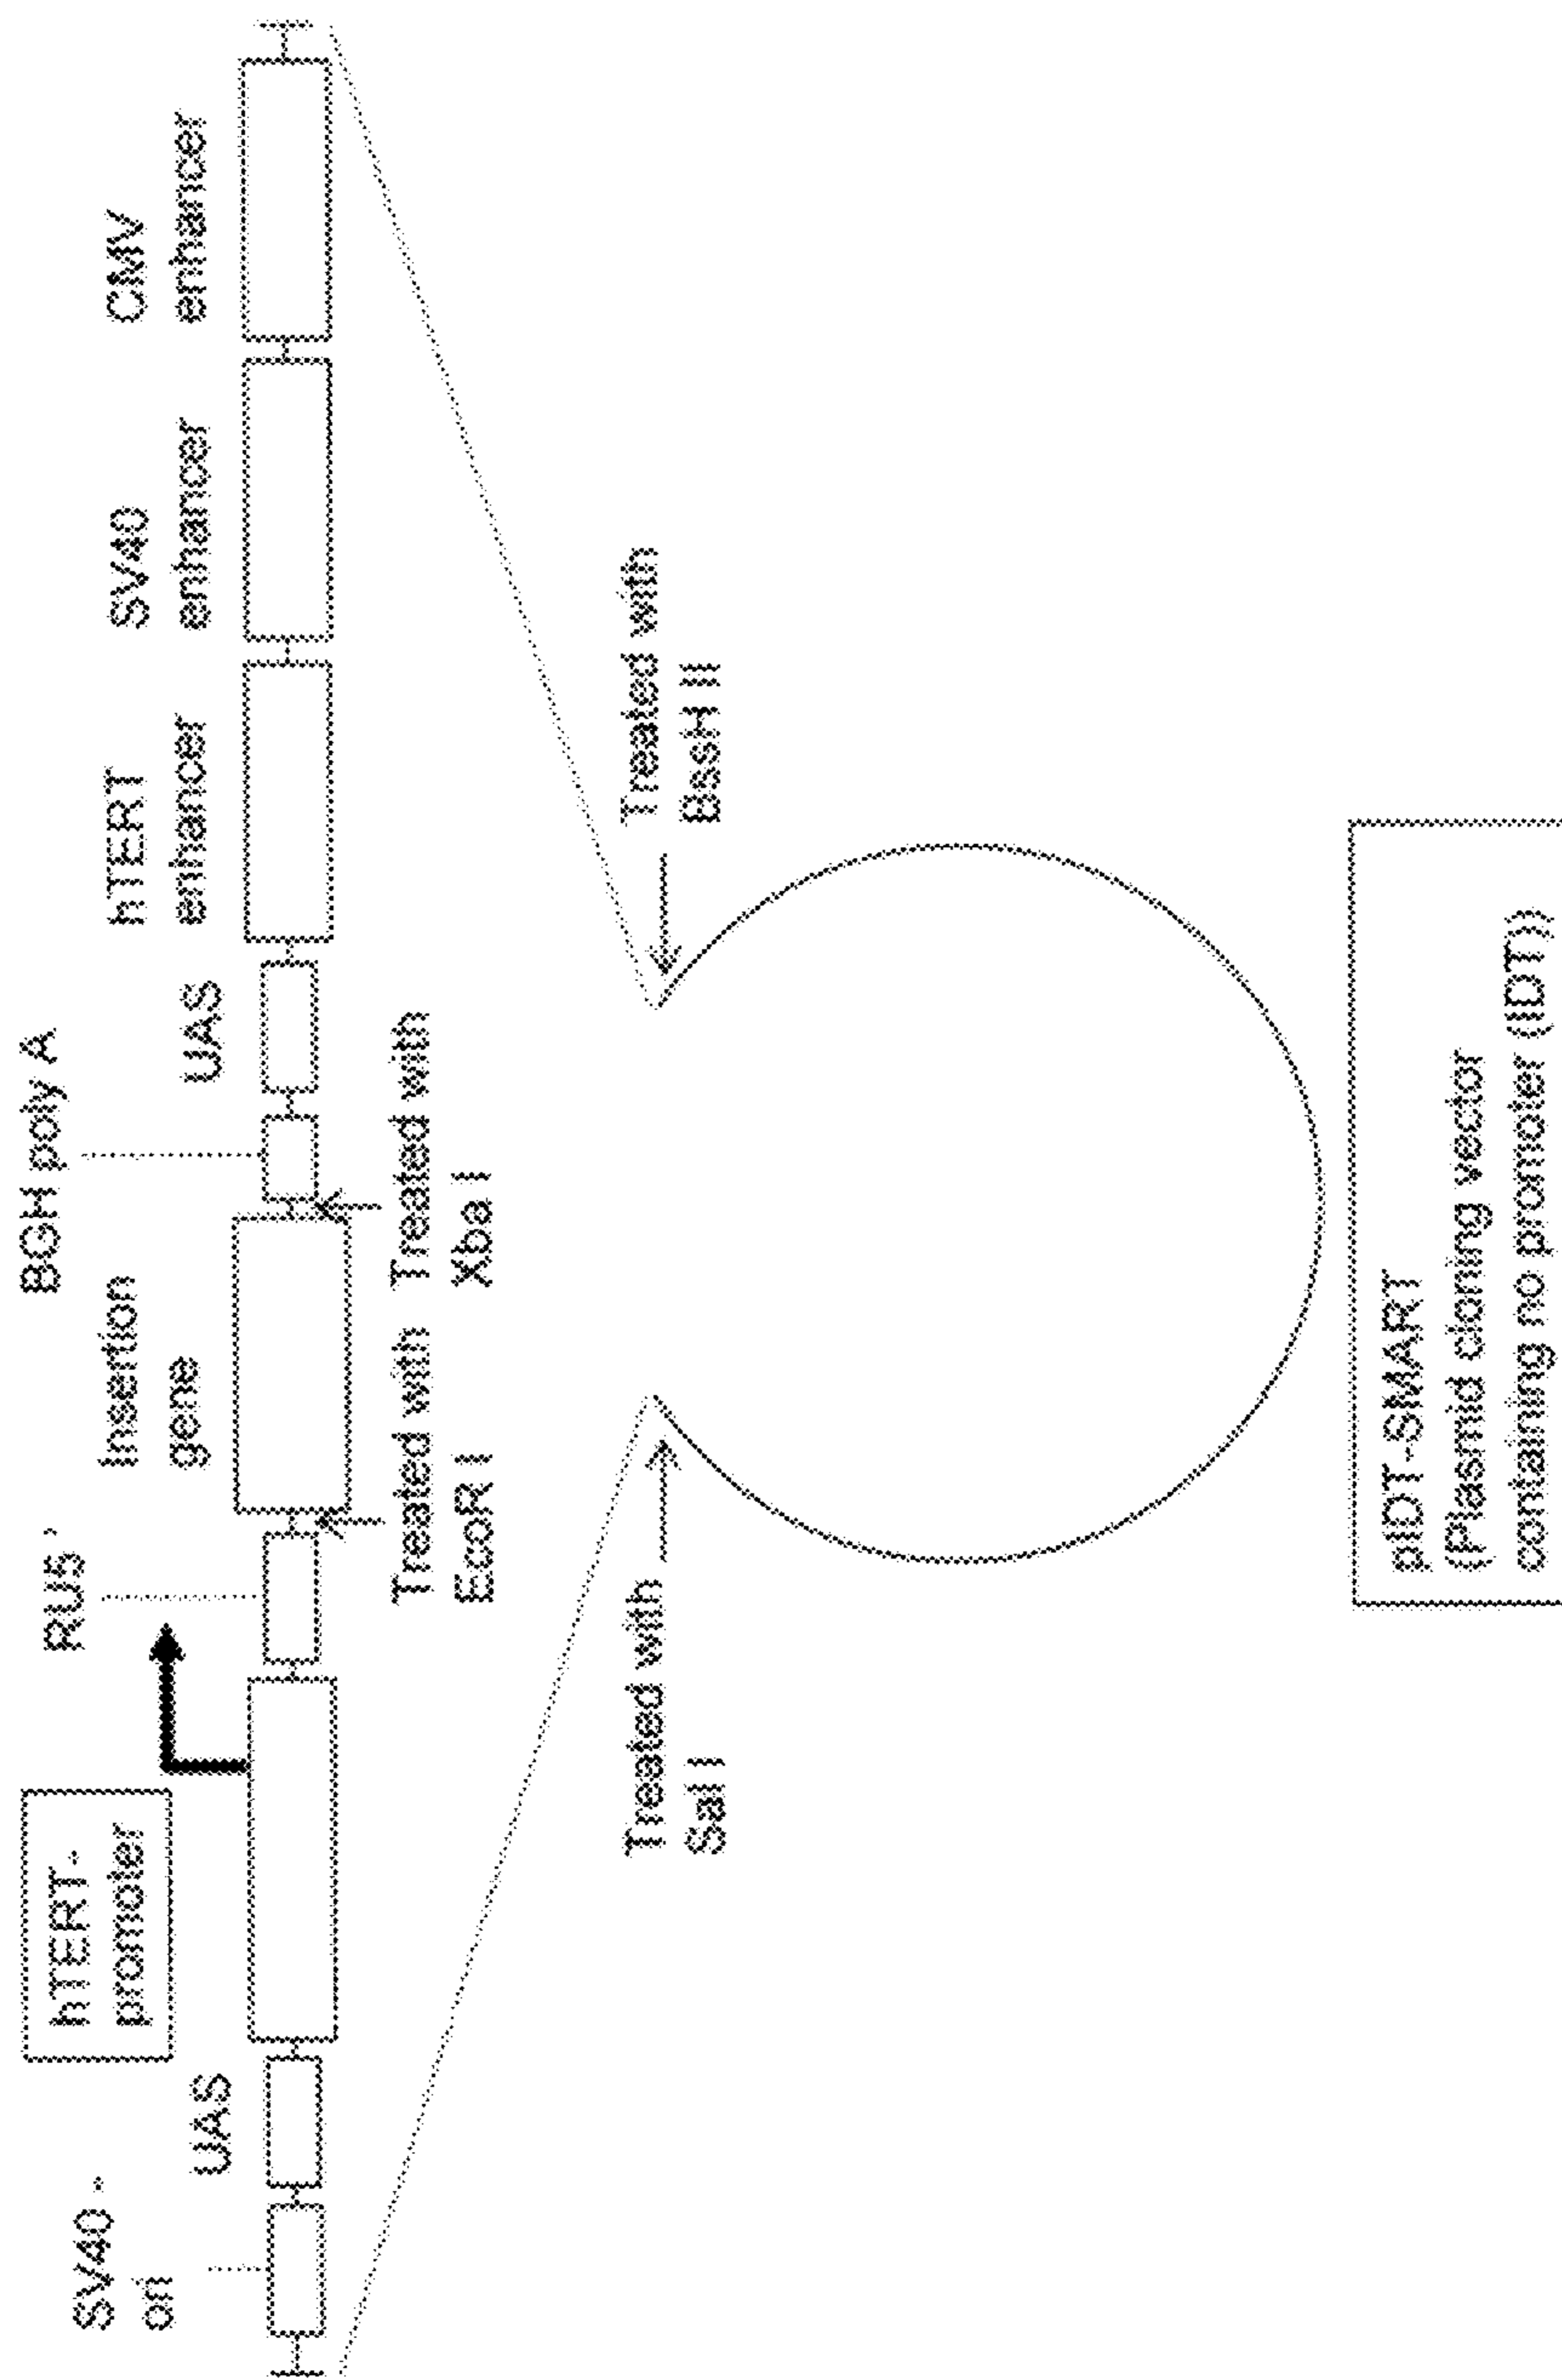 SV40 -
ori
UAS
hTERT-
promoter
RU5'
Insertion
gene
BGH poly A
UAS
hTERT
enhancer
SV40
enhancer
CMV
enhancer
Treated with
EcoR I
Treated with
Xba I
Treated with
Sal I
Treated with
BssH III
pIDT-SMART
(Plasmid cloning vector
containing no promoter (IDT))